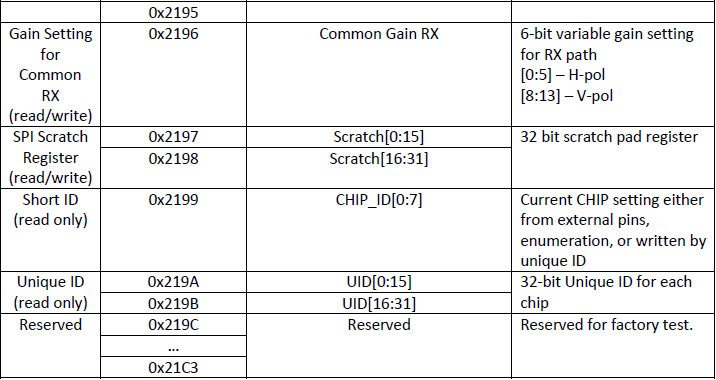 0x2195
Gain Setting for Common RX (read/write)
0x2196
Common Gain RX
6-bit variable gain setting
for RX path
[0:5] – H-pol
[8:13] – V-pol
SPI Scratch
Register
(read/write)
0x2197
Scratch[0:15]
32 bit scratch pad register
0x2198
Scratch[16:31]
Short ID
(read only)
0x2199
CHIP_ID[0:7]
Current CHIP setting either
from external pins,
enumeration, or written by
unique ID
Unique ID
(read only)
0x219A
UID[0:15]
32-bit Unique ID for each
chip
0x219B
UID[16:31]
Reserved
0x219C
Reserved
Reserved for factory test.
...
0x21C3